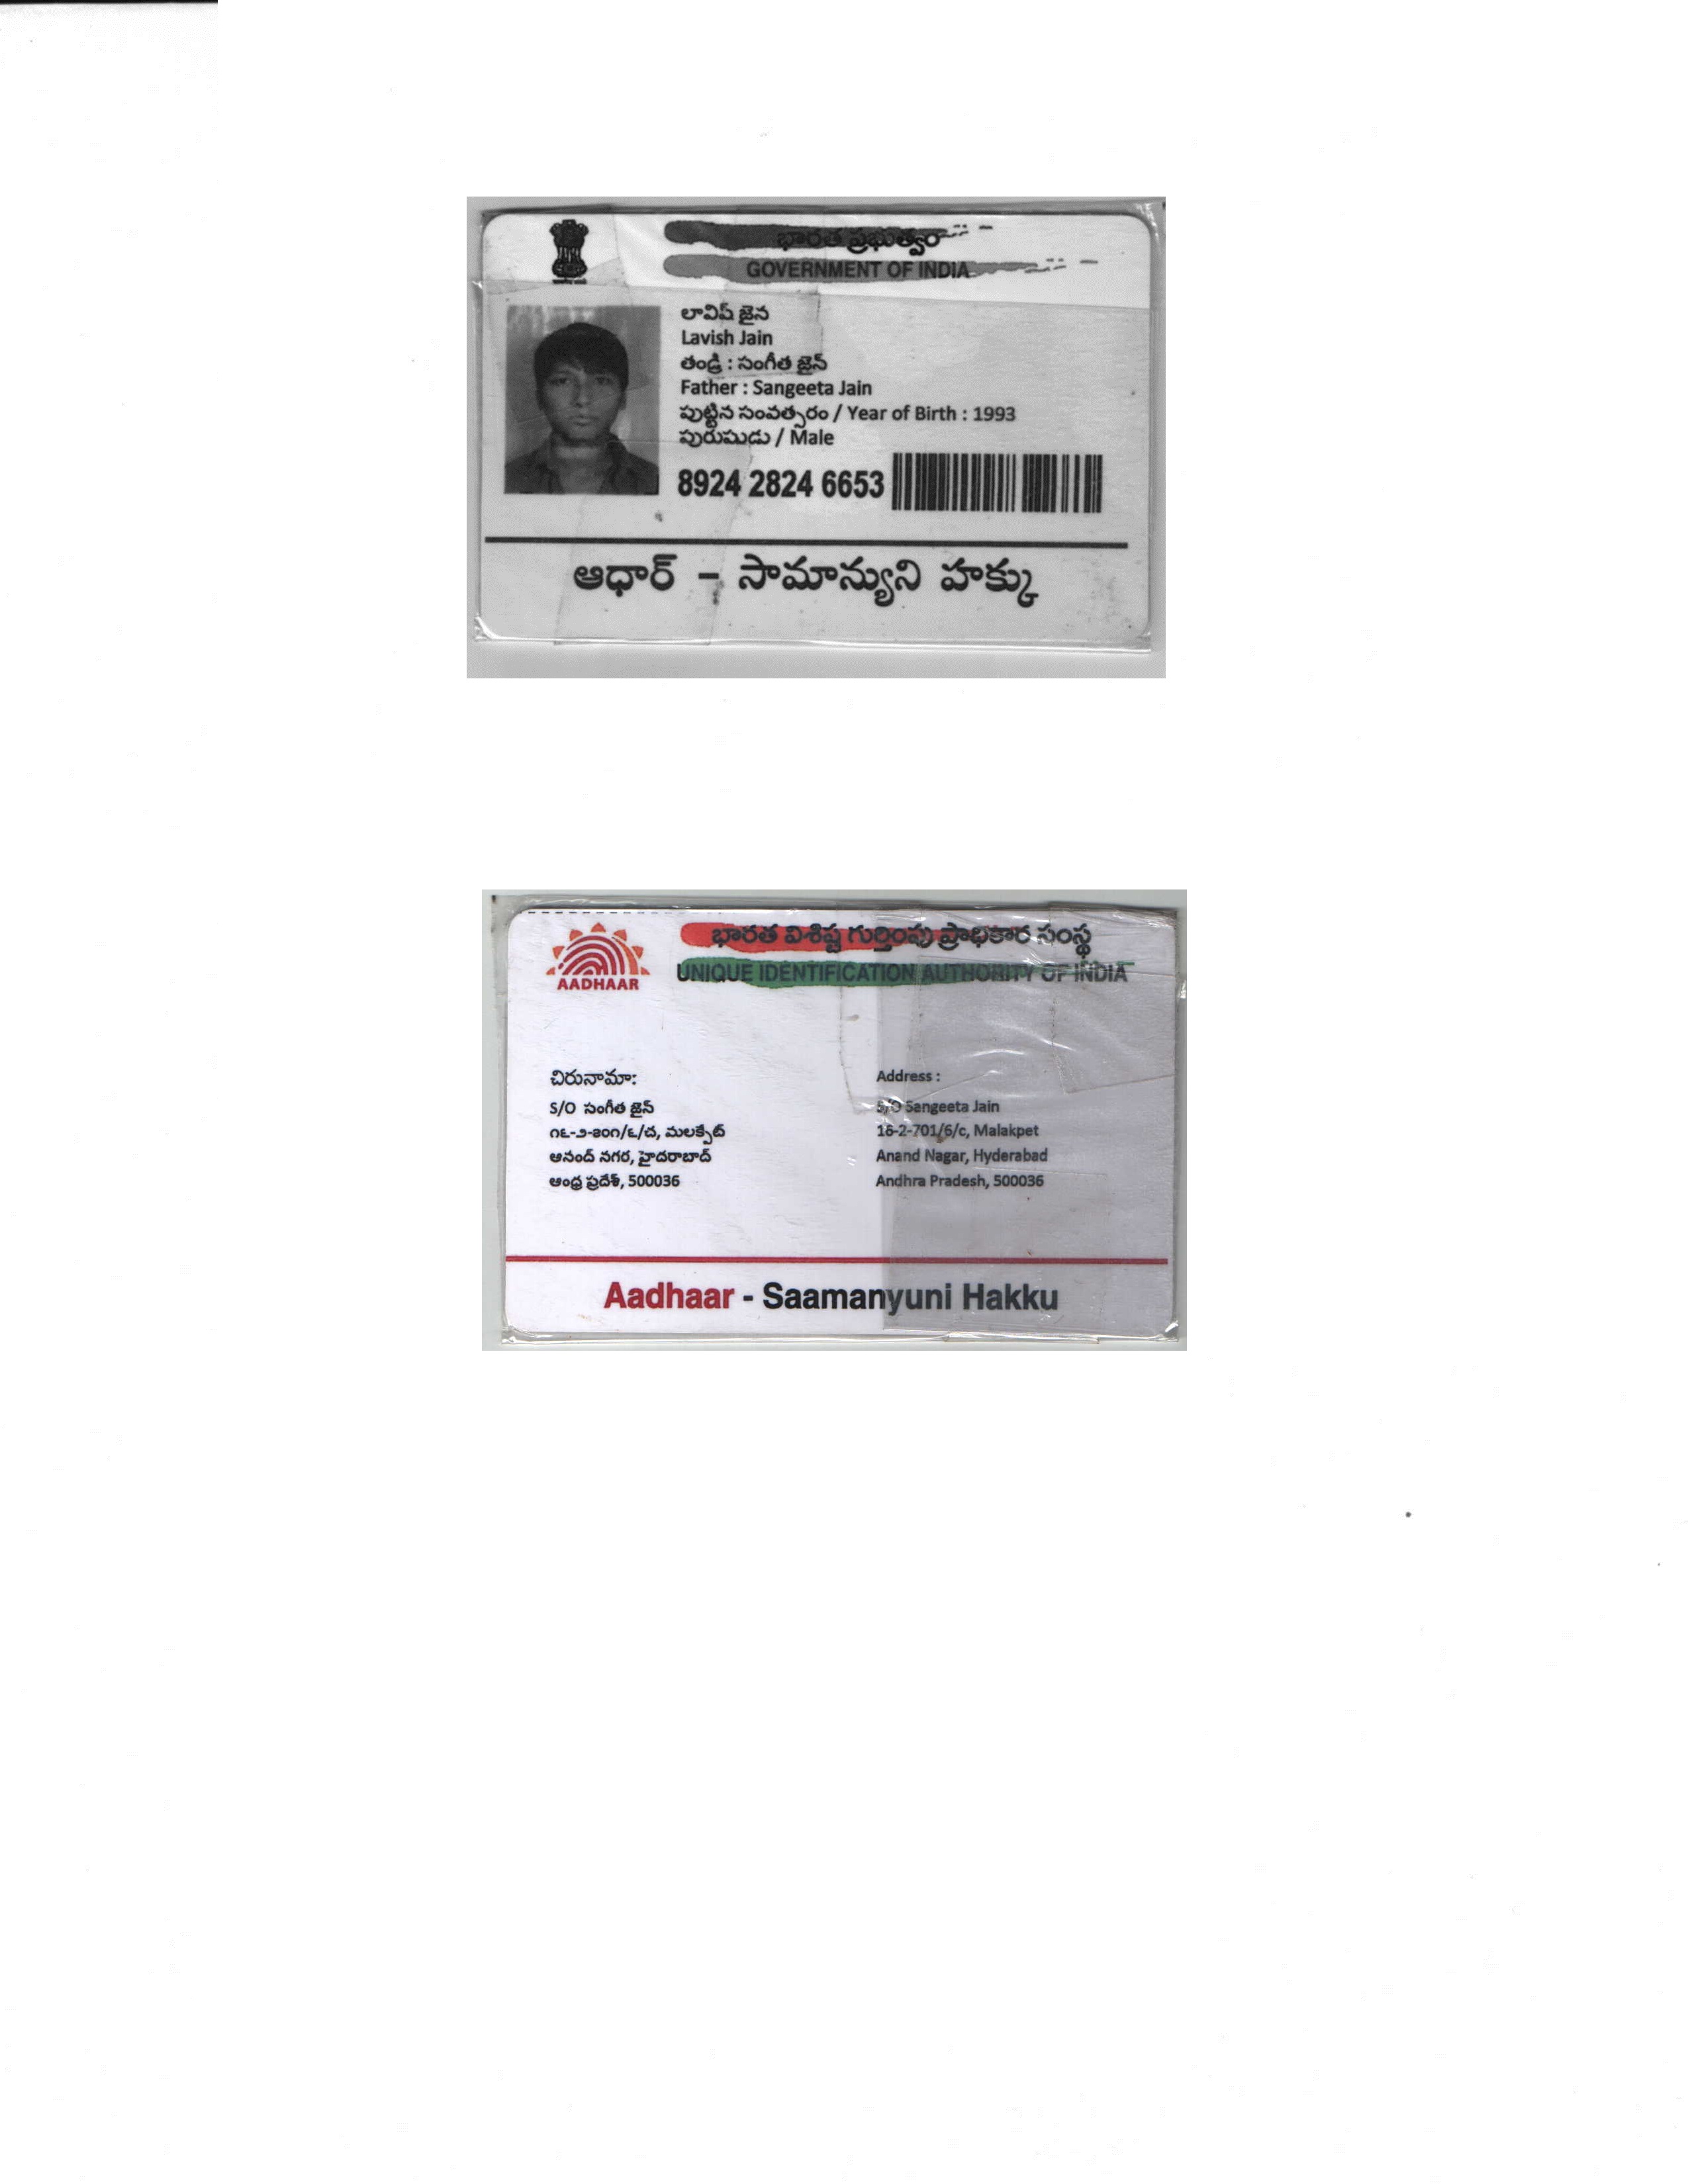 భారత ప్రభుత్వం
GOVERNMENT OF INDIA
లావిష్ జైన
Lavish Jain
తండ్రి : సంగీత జైన్
Father : Sangeeta Jain
పుట్టిన సంవత్సరం / Year of Birth : 1993
పురుషుడు / Male
8924 2824 6653
ఆధార్ - సామాన్యుని హక్కు
భారత విశిష్ట గుర్తింపు ప్రాధికార సంస్థ
UNIQUE IDENTIFICATION AUTHORITY OF INDIA
AADHAAR
చిరునామా:
S/O సంగీత జైన్
౧౬-౨-౭౦౧/౬/చ, మలక్పేట్
ఆనంద్ నగర, హైదరాబాద్
ఆంధ్ర ప్రదేశ్, 500036
Address :
S/O Sangeeta Jain
16-2-701/6/c, Malakpet
Anand Nagar, Hyderabad
Andhra Pradesh, 500036
Aadhaar - Saamanyuni Hakku